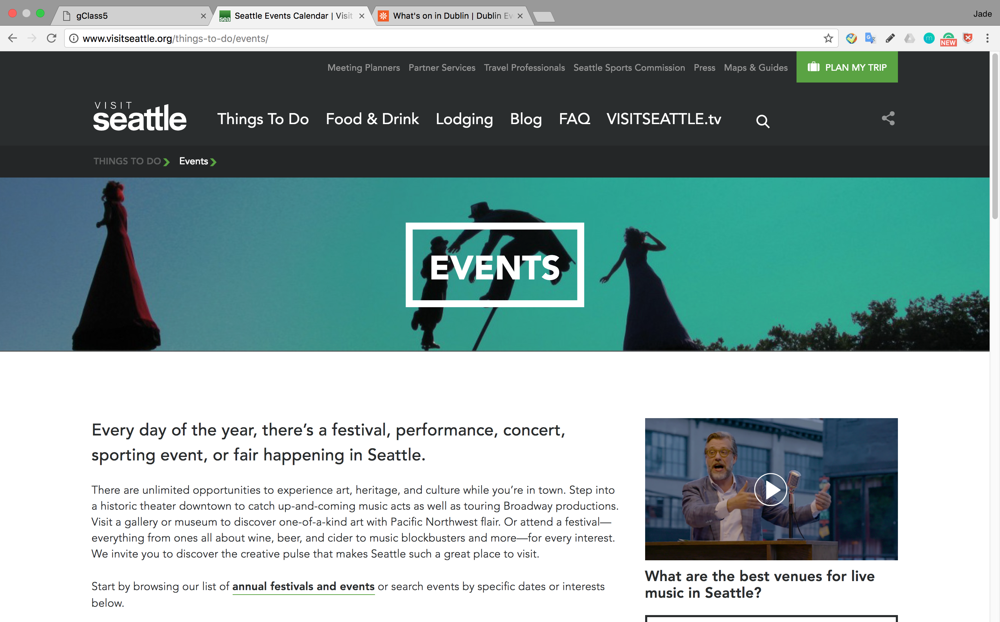 gClass5
Seattle Events Calendar | Visit
What's on in Dublin | Dublin Ev
Jade
www.visitseattle.org/things-to-do/events/
NEW
Meeting Planners Partner Services Travel Professionals Seattle Sports Commission Press Maps & Guides PLAN MY TRIP
VISIT
seattle
Things To Do Food & Drink Lodging Blog FAQ VISITSEATTLE.tv
THINGS TO DO Events
EVENTS
Every day of the year, there’s a festival, performance, concert,
sporting event, or fair happening in Seattle.
There are unlimited opportunities to experience art, heritage, and culture while you’re in town. Step into
a historic theater downtown to catch up-and-coming music acts as well as touring Broadway productions.
Visit a gallery or museum to discover one-of-a-kind art with Pacific Northwest flair. Or attend a festival—
everything from ones all about wine, beer, and cider to music blockbusters and more—for every interest.
We invite you to discover the creative pulse that makes Seattle such a great place to visit.
Start by browsing our list of annual festivals and events or search events by specific dates or interests
below.
What are the best venues for live
music in Seattle?